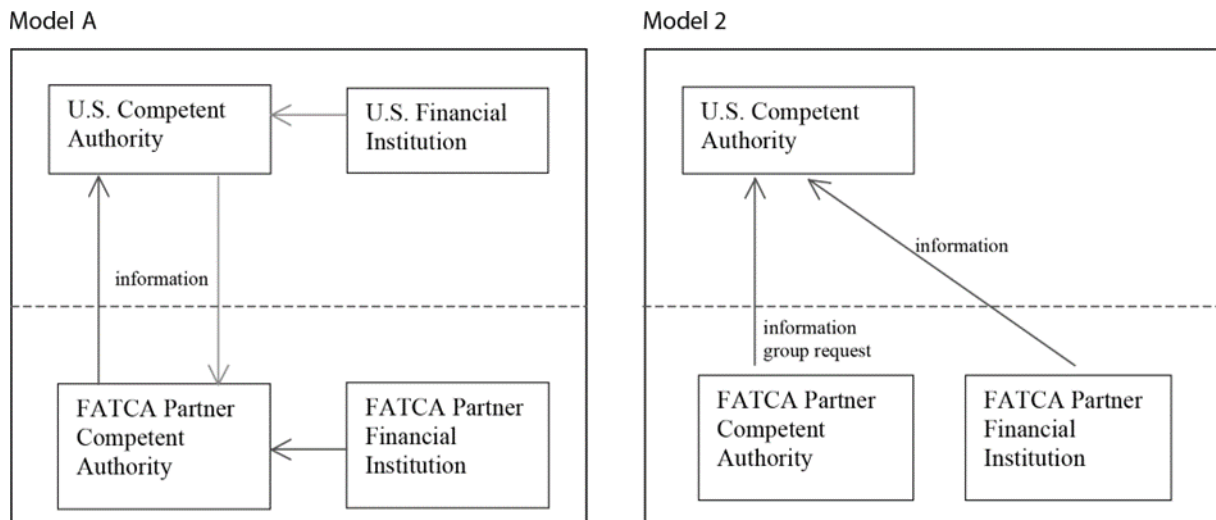 Model A
U.S. Competent
Authority
U.S. Financial
Institution
information
FATCA Partner
Competent
Authority
FATCA Partner
Financial
Institution
Model 2
U.S. Competent
Authority
information
information
group request
FATCA Partner
Competent
Authority
FATCA Partner
Financial
Institution